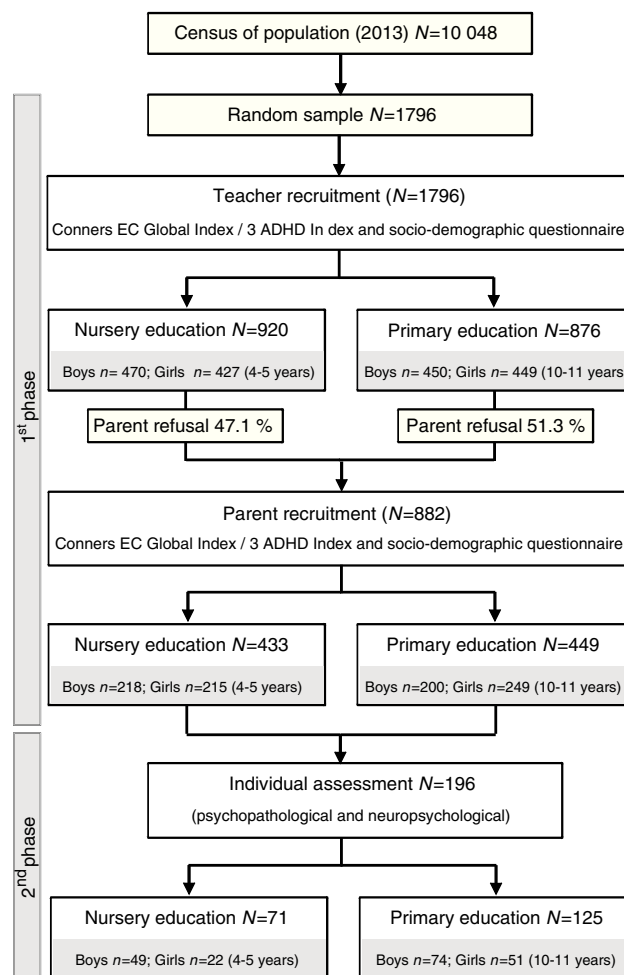 Census of population (2013) N=10 048
1st phase
Random sample N=1796
Teacher recruitment (N=1796)
Conners EC Global Index / 3 ADHD In dex and socio-demographic questionnaire
Nursery education N=920
Boys n= 470; Girls n= 427 (4-5 years)
Primary education N=876
Boys n= 450; Girls n= 449 (10-11 years
Parent refusal 47.1 %
Parent refusal 51.3 %
Parent recruitment (N=882)
Conners EC Global Index / 3 ADHD Index and socio-demographic questionnaire
Nursery education N=433
Boys n=218; Girls n=215 (4-5 years)
Primary education N=449
Boys n=200; Girls n=249 (10-11 years)
2nd phase
Individual assessment N=196
(psychopathological and neuropsychological)
Nursery education N=71
Boys n=49; Girls n=22 (4-5 years)
Primary education N=125
Boys n=74; Girls n=51 (10-11 years)